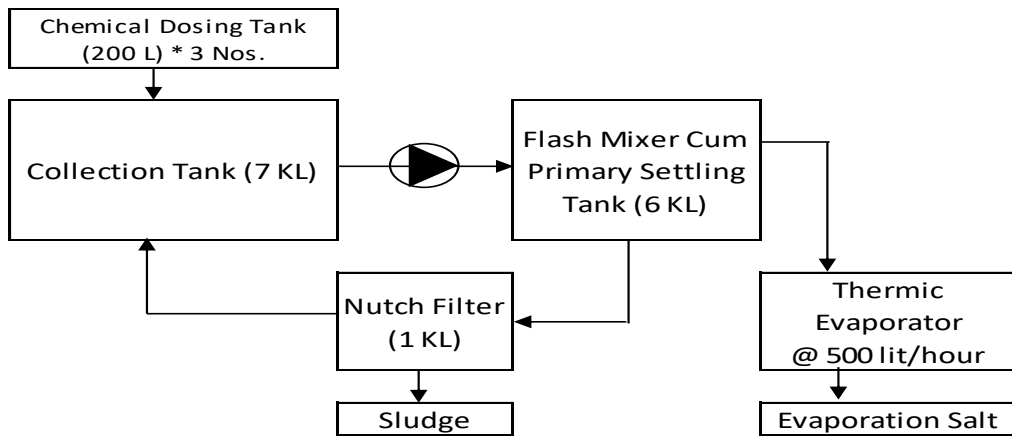 Chemical Dosing Tank
(200 L) * 3 Nos.
Collection Tank (7 KL)
Flash Mixer Cum
Primary Settling
Tank (6 KL)
Nutch Filter
(1 KL)
Thermic
Evaporator
@ 500 lit/hour
Sludge
Evaporation Salt